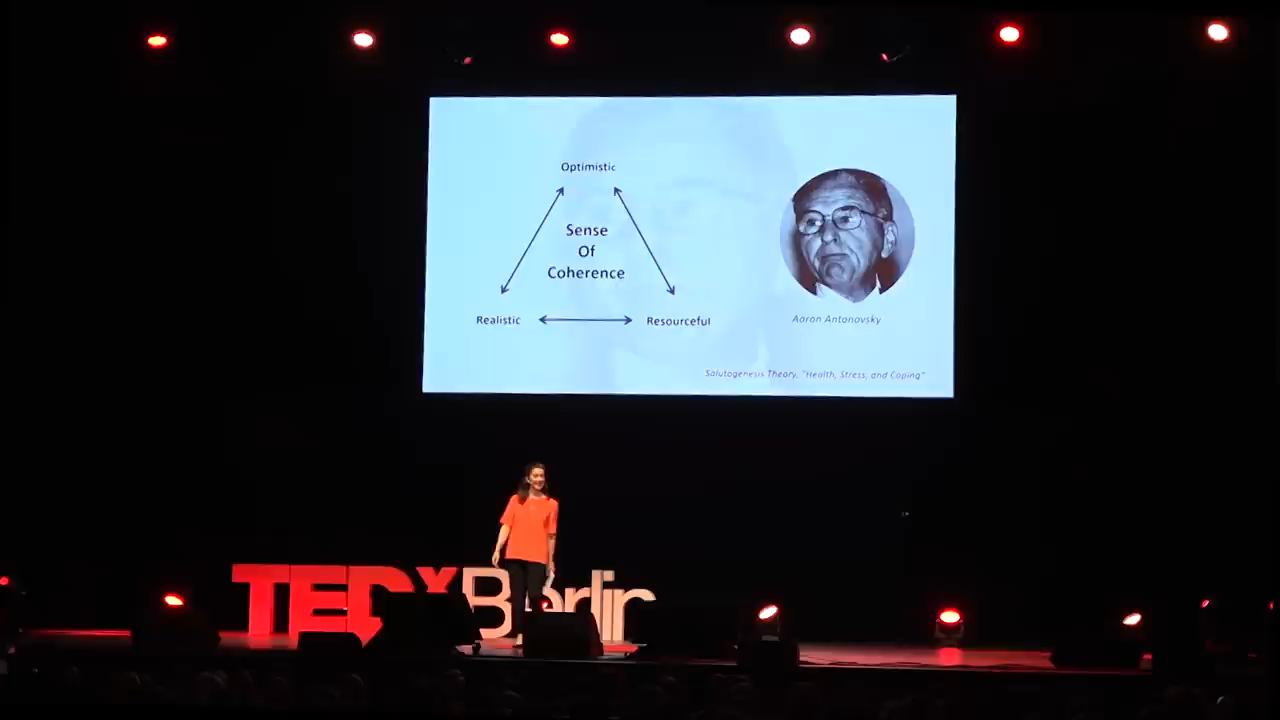 Optimistic
Sense
Of
Coherence
Realistic
Resourceful
Aaron Antonovsky
Salutogenesis Theory, "Health, Stress, and Coping"
TEDxBerlin